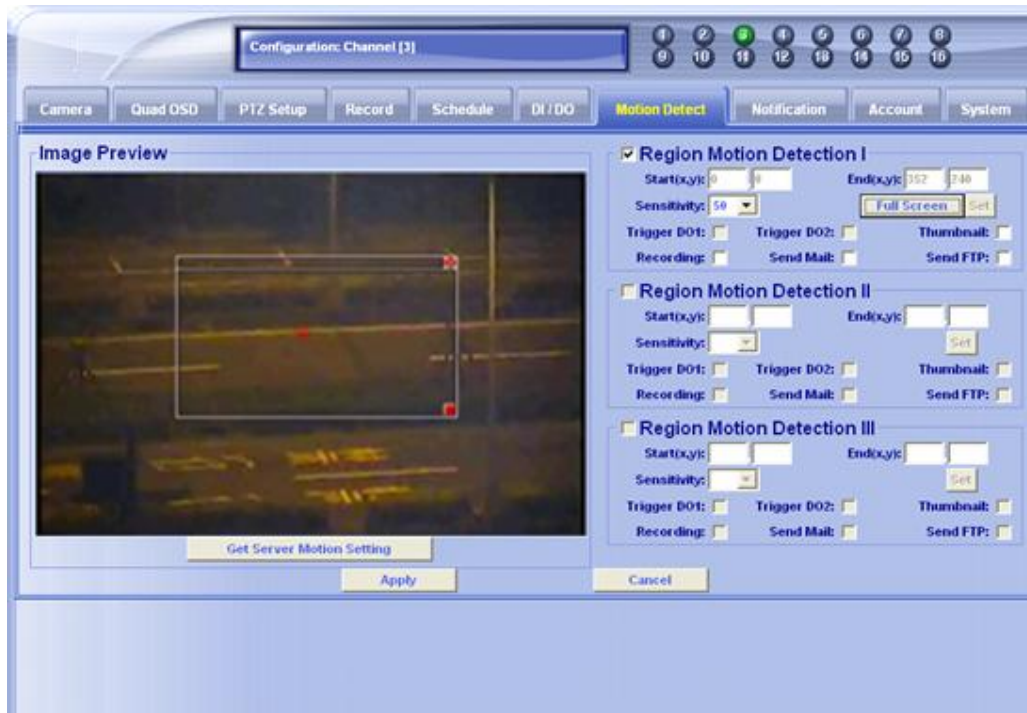 Configuration: Channel [3]
1 2 3 4 5 6 7 8
9 10 11 12 13 14 15 16
Camera Quad OSD PTZ Setup Record Schedule DI / DO Motion Detect Notification Account System
Image Preview
Get Server Motion Setting
Region Motion Detection I
Start(x,y): 0 0 End(x,y): 352 240
Sensitivity: 50 Full Screen Set
Trigger DO1: Trigger DO2: Thumbnail:
Recording: Send Mail: Send FTP:
Region Motion Detection II
Start(x,y): End(x,y):
Sensitivity: Set
Trigger DO1: Trigger DO2: Thumbnail:
Recording: Send Mail: Send FTP:
Region Motion Detection III
Start(x,y): End(x,y):
Sensitivity: Set
Trigger DO1: Trigger DO2: Thumbnail:
Recording: Send Mail: Send FTP:
Apply Cancel